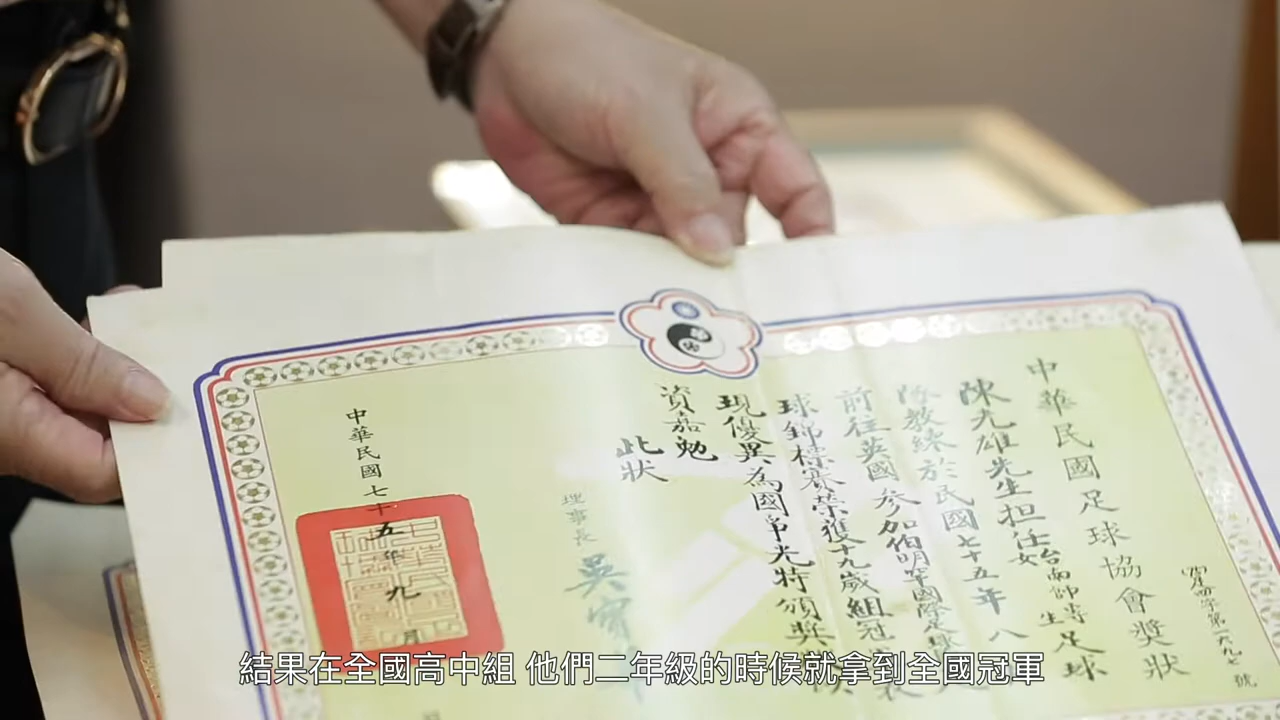 中華民國足球協會獎狀
陳光雄先生担任台南師專女生足球
隊教練於民國七十五年八
前往英國參加伯明罕國際足
球錦標賽榮獲十九歲組冠
現優異為國爭光特頒獎
資嘉勉
此狀
理事長
吳
中華民國七十五年九月
結果在全國高中組 他們二年級的時候就拿到全國冠軍